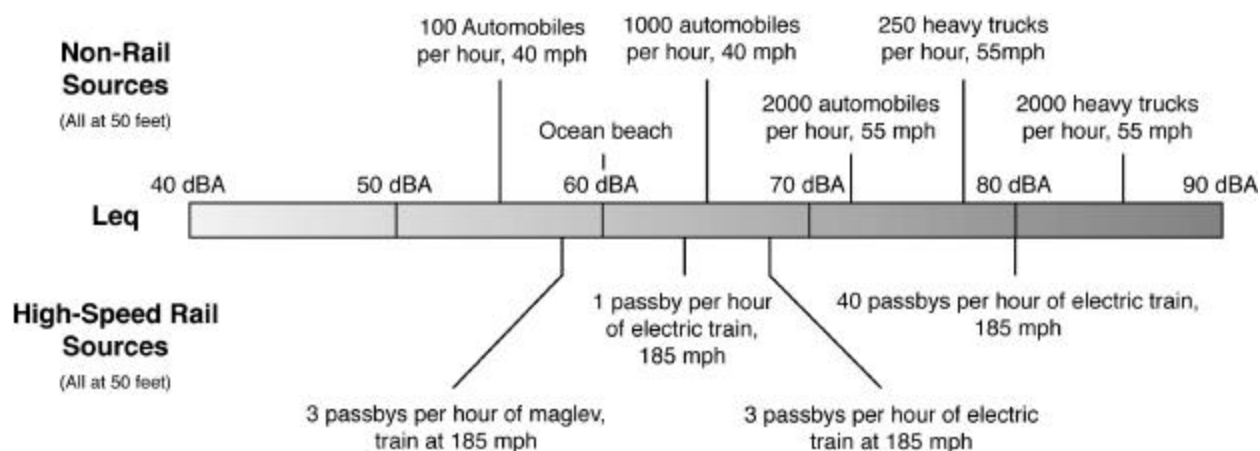 Non-Rail
Sources
(All at 50 feet)
100 Automobiles
per hour, 40 mph
1000 automobiles
per hour, 40 mph
250 heavy trucks
per hour, 55mph
Ocean beach
2000 automobiles
per hour, 55 mph
2000 heavy trucks
per hour, 55 mph
40 dBA
50 dBA
60 dBA
70 dBA
80 dBA
90 dBA
Leq
High-Speed Rail
Sources
(All at 50 feet)
1 passby per hour
of electric train,
185 mph
40 passbys per hour of electric train,
185 mph
3 passbys per hour of maglev,
train at 185 mph
3 passbys per hour of electric
train at 185 mph